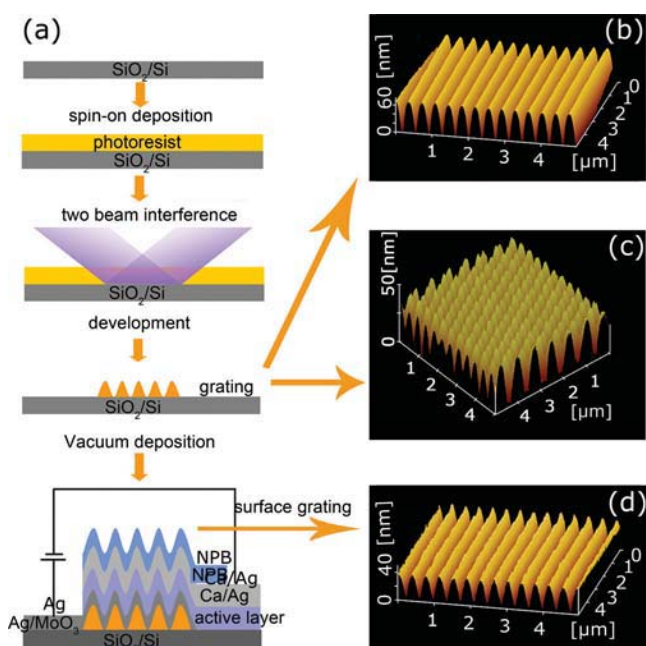 (a)
SiO2/Si
spin-on deposition
photoresist
SiO2/Si
two beam interference
SiO2/Si
development
grating
SiO2/Si
Vacuum deposition
surface grating
NPB
NPB
Ca/Ag
Ca/Ag
Ag
Ag/MoO3
active layer
SiO2/Si
(b)
0 60 [nm]
1 2 3 4
0 1 2 3 4
[µm]
(c)
0 50[nm]
4 3 2 1
4 3 2 1
[µm]
(d)
0 40 [nm]
1 2 3 4
0 1 2 3 4
[µm]